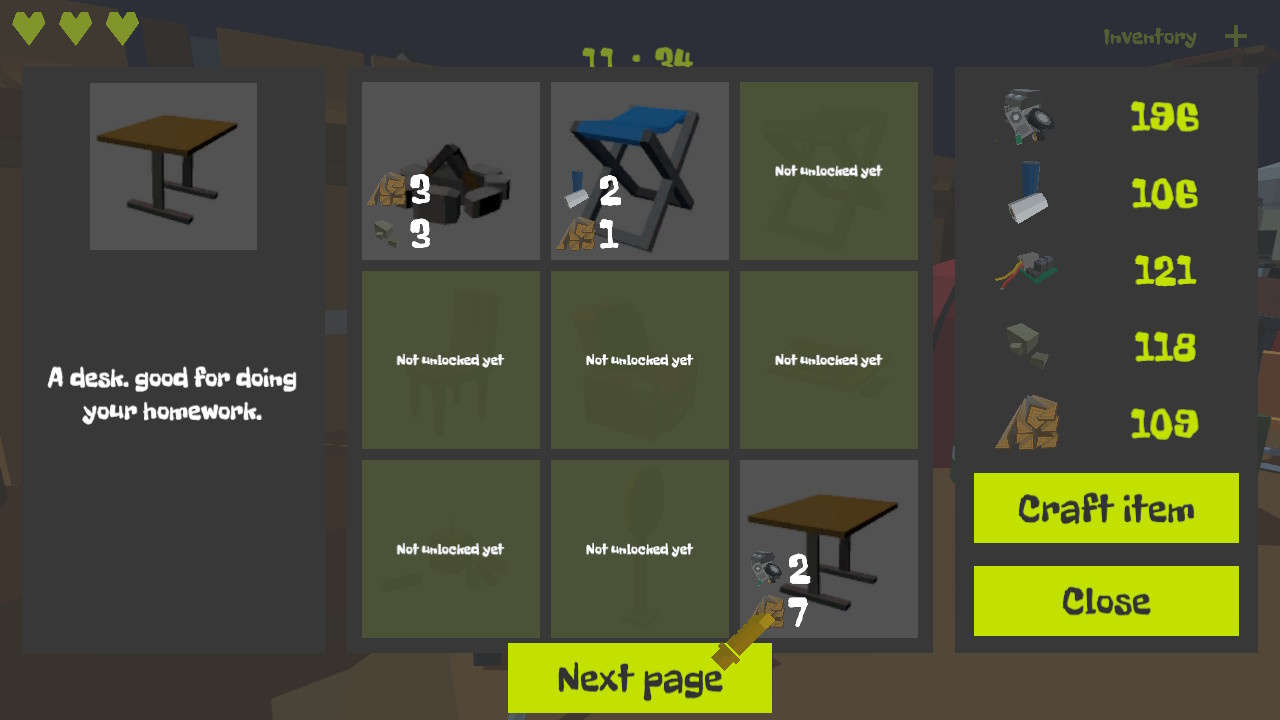 Inventory +
11 : 34
A desk. good for doing
your homework.
3
3
2
1
Not unlocked yet
Not unlocked yet
Not unlocked yet
Not unlocked yet
Not unlocked yet
Not unlocked yet
2
7
196
106
121
118
109
Craft item
Close
Next page